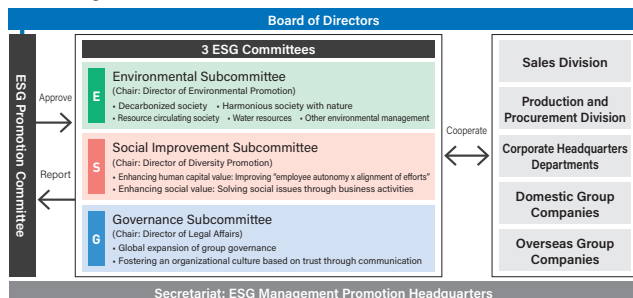 Board of Directors
ESG Promotion Committee
Approve
Report
3 ESG Committees
E
Environmental Subcommittee
(Chair: Director of Environmental Promotion)
• Decarbonized society • Harmonious society with nature
• Resource circulating society • Water resources • Other environmental management
S
Social Improvement Subcommittee
(Chair: Director of Diversity Promotion)
• Enhancing human capital value: Improving "employee autonomy x alignment of efforts"
• Enhancing social value: Solving social issues through business activities
G
Governance Subcommittee
(Chair: Director of Legal Affairs)
• Global expansion of group governance
• Fostering an organizational culture based on trust through communication
Cooperate
Sales Division
Production and
Procurement Division
Corporate Headquarters
Departments
Domestic Group
Companies
Overseas Group
Companies
Secretariat: ESG Management Promotion Headquarters